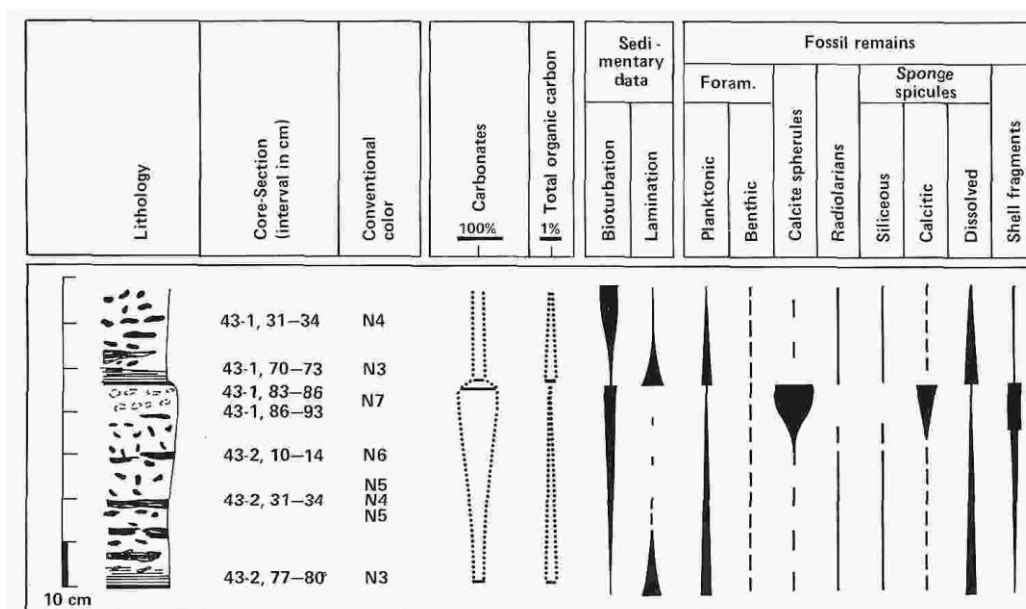 Lithology
Core-Section
(interval in cm)
Conventional
color
Carbonates
100%
Total organic carbon
1%
Sedi-
mentary
data
Bioturbation
Lamination
Fossil remains
Foram.
Planktonic
Benthic
Calcite spherules
Radiolarians
Sponge
spicules
Siliceous
Calcitic
Dissolved
Shell fragments
43-1, 31–34 N4
43-1, 70–73 N3
43-1, 83–86
N7
43-1, 86–93
43-2, 10–14 N6
N5
43-2, 31–34 N4
N5
43-2, 77–80 N3
10 cm